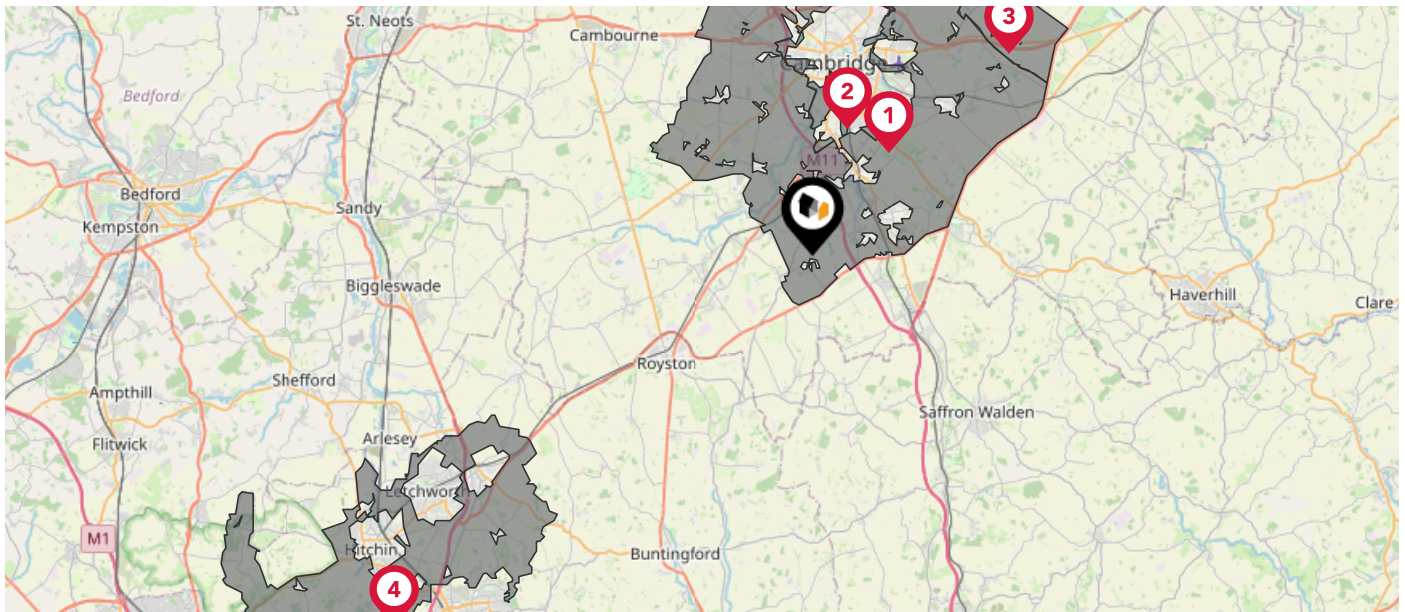 St. Neots
3
Cambourne
Cambridge
2
Bedford
1
M11
Bedford
Sandy
Kempston
Biggleswade
Haverhill
Clare
Royston
Shefford
Ampthill
Saffron Walden
Arlesey
Flitwick
Letchworth
M1
Hitchin
Buntingford
4